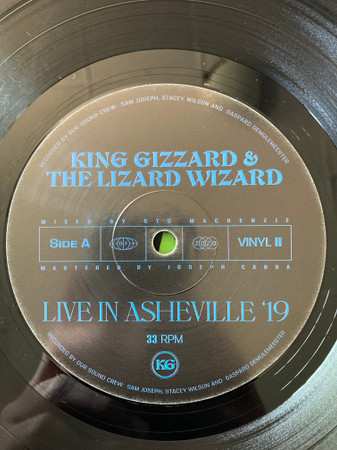 RECORDED BY OUR SOUND CREW - SAM JOSEPH, STACEY WILSON AND GASPARD DEMULEMEESTER
KING GIZZARD &
THE LIZARD WIZARD
MIXED BY STU MACKENZIE
SIDE A
VINYL II
MASTERED BY JOSEPH CARRA
LIVE IN ASHEVILLE '19
33 RPM
KG
RECORDED BY OUR SOUND CREW - SAM JOSEPH, STACEY WILSON AND GASPARD DEMULEMEESTER